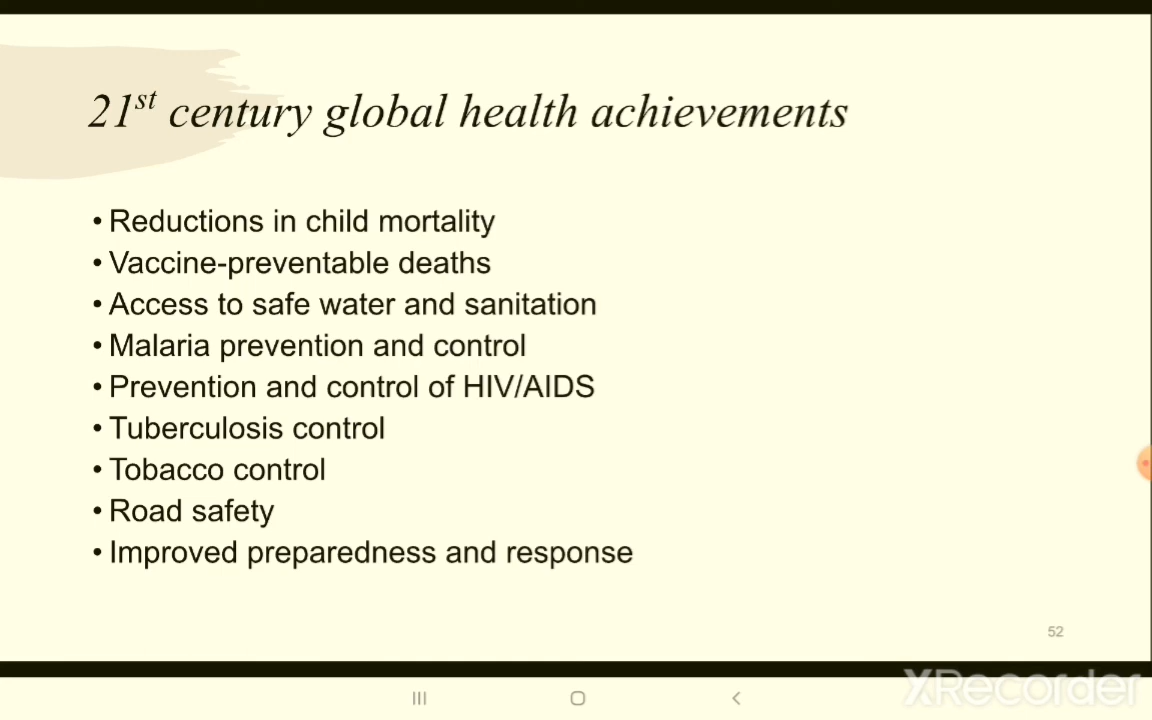 21st century global health achievements
• Reductions in child mortality
• Vaccine-preventable deaths
• Access to safe water and sanitation
• Malaria prevention and control
• Prevention and control of HIV/AIDS
• Tuberculosis control
• Tobacco control
• Road safety
• Improved preparedness and response
52
XRecorder